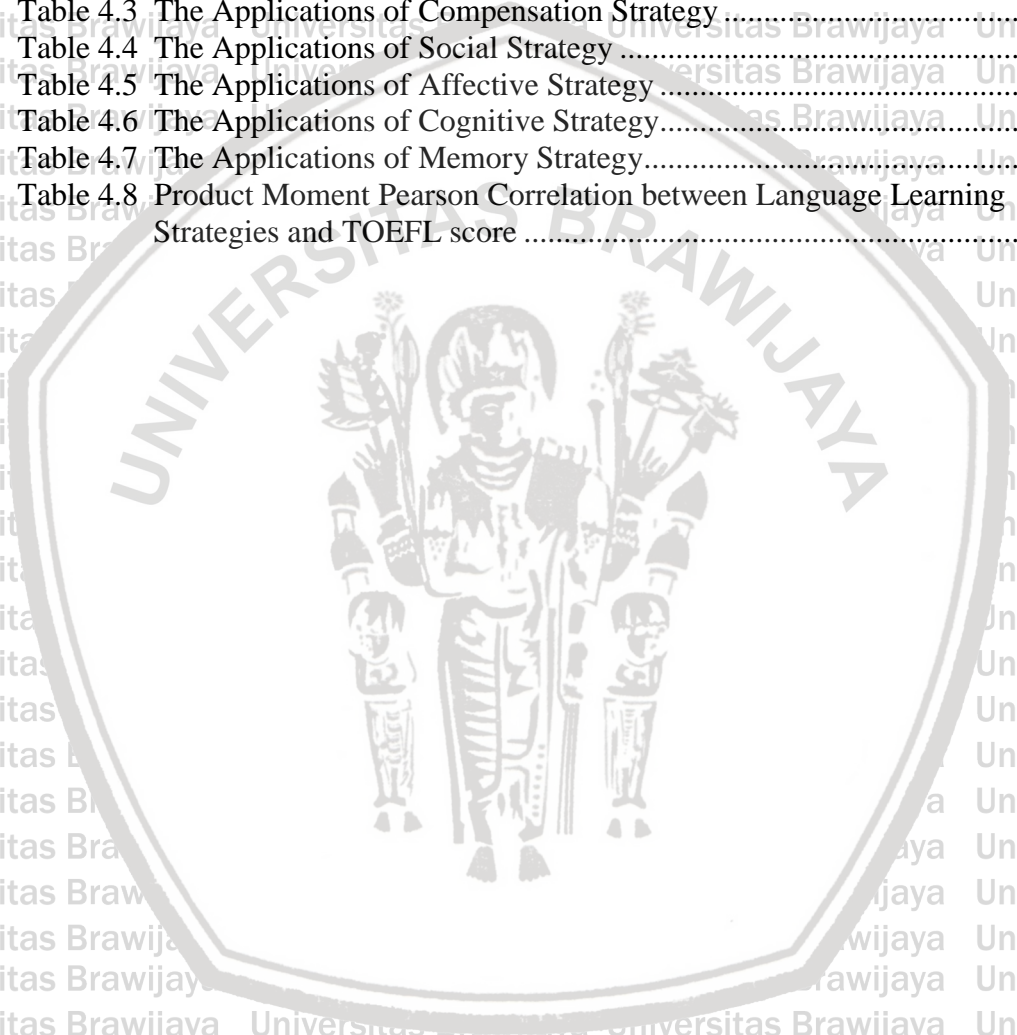 Table 4.3 The Applications of Compensation Strategy ........................................
Table 4.4 The Applications of Social Strategy ........................................................
Table 4.5 The Applications of Affective Strategy ..................................................
Table 4.6 The Applications of Cognitive Strategy..................................................
Table 4.7 The Applications of Memory Strategy....................................................
Table 4.8 Product Moment Pearson Correlation between Language Learning
Strategies and TOEFL score .....................................................................
UNIVERSITAS BRAWIJAYA